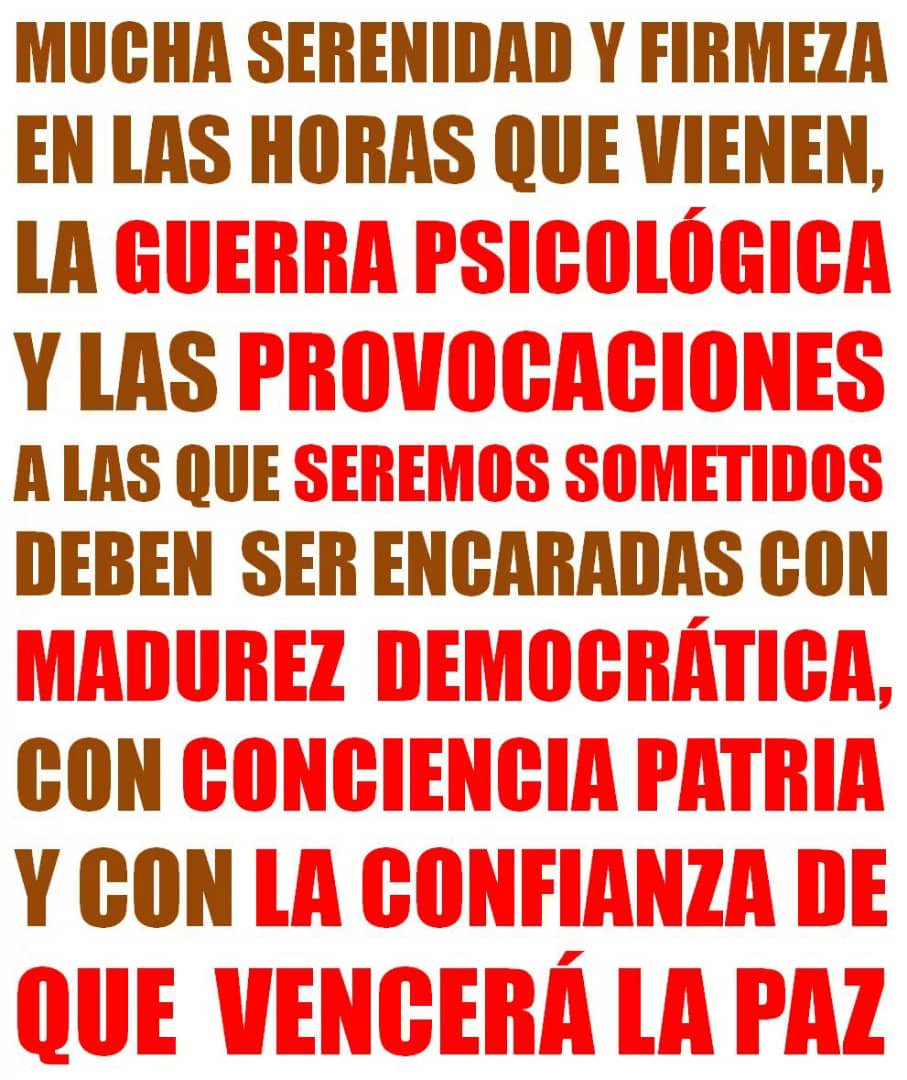 MUCHA SERENIDAD Y FIRMEZA
EN LAS HORAS QUE VIENEN,
LA GUERRA PSICOLÓGICA
Y LAS PROVOCACIONES
A LAS QUE SEREMOS SOMETIDOS
DEBEN SER ENCARADAS CON
MADUREZ DEMOCRÁTICA,
CON CONCIENCIA PATRIA
Y CON LA CONFIANZA DE
QUE VENCERÁ LA PAZ